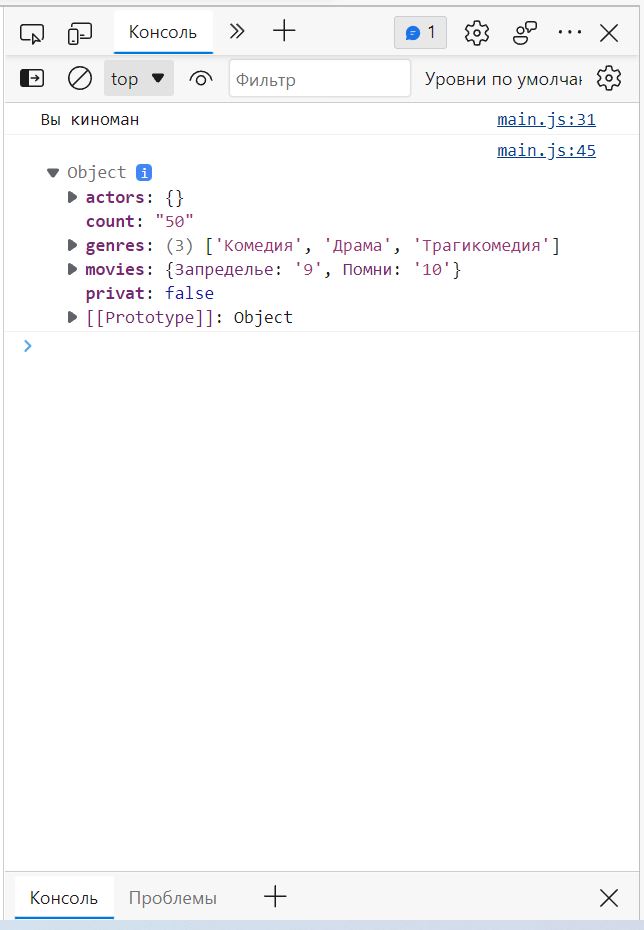 Консоль 1
top Фильтр Уровни по умолчан
Вы киноман main.js:31
main.js:45
Object i
actors: {}
count: "50"
genres: (3) ['Комедия', 'Драма', 'Трагикомедия']
movies: {Запределье: '9', Помни: '10'}
privat: false
[[Prototype]]: Object
Консоль Проблемы